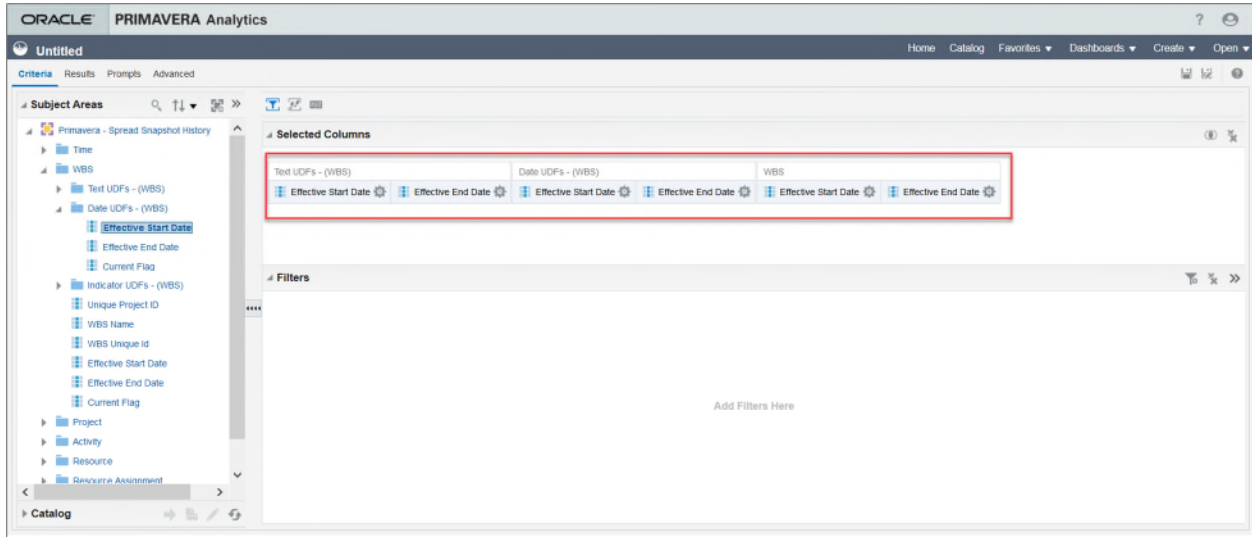 ORACLE PRIMAVERA Analytics ?
Untitled Home Catalog Favorites Dashboards Create Open
Criteria Results Prompts Advanced
Subject Areas
Primavera - Spread Snapshot History
Selected Columns
Time
WBS
Text UDFs - (WBS) Date UDFs - (WBS) WBS
Text UDFs - (WBS)
Effective Start Date Effective End Date Effective Start Date Effective End Date Effective Start Date Effective End Date
Date UDFs - (WBS)
Effective Start Date
Effective End Date
Current Flag
Filters
Indicator UDFs - (WBS)
Unique Project ID
WBS Name
WBS Unique Id
Effective Start Date
Effective End Date
Current Flag
Add Filters Here
Project
Activity
Resource
Resource Assignment
Catalog